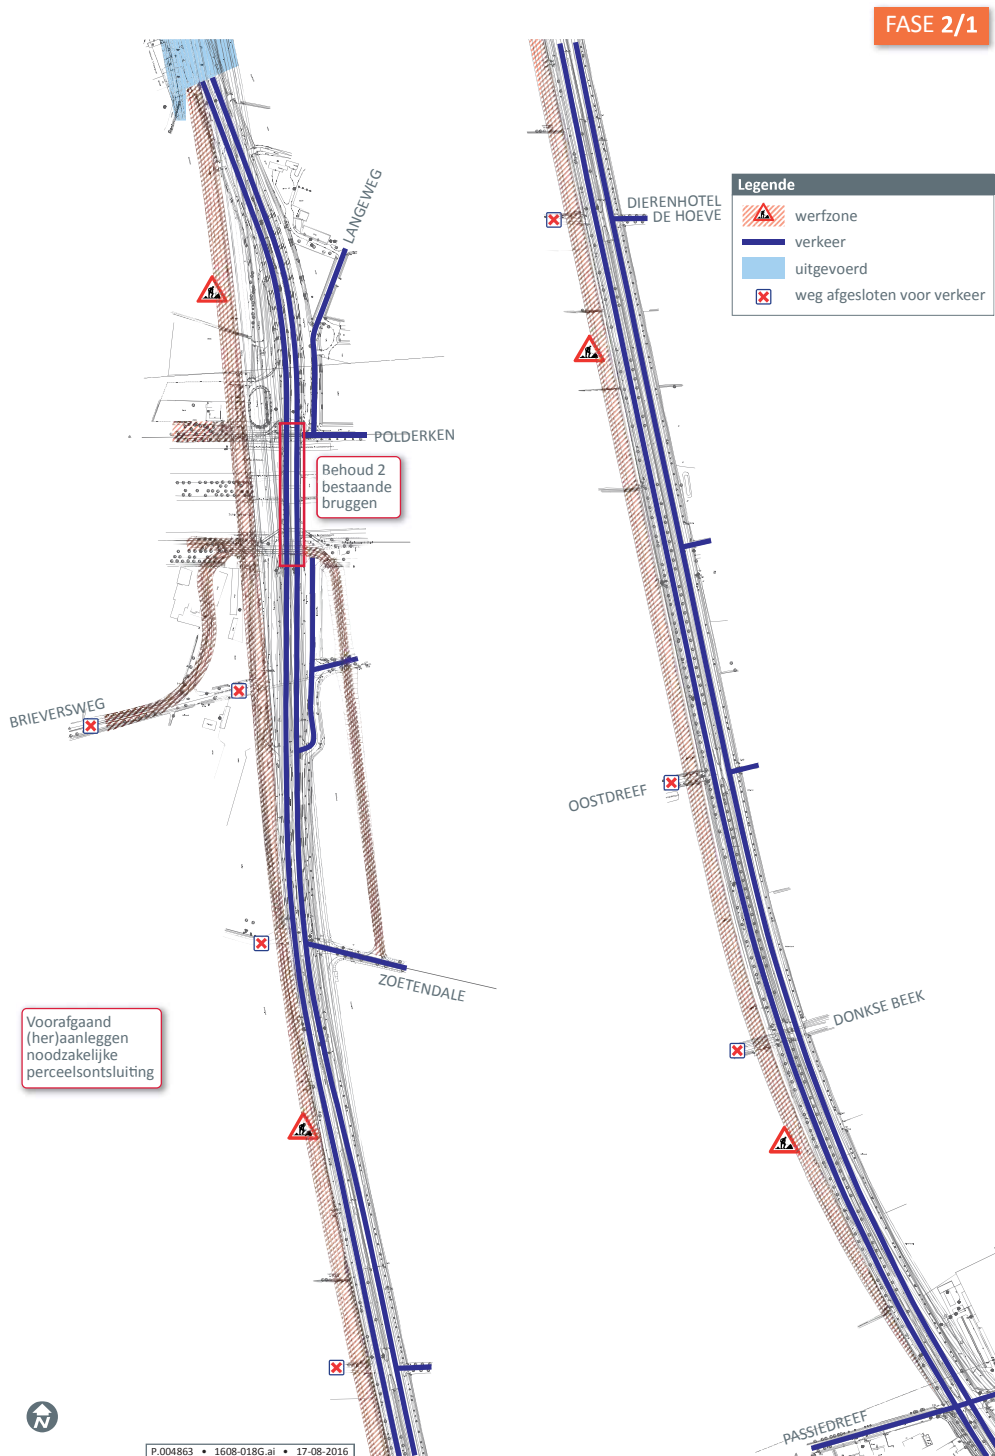 FASE 2/1
LANGEWEG
POLDERKEN
Behoud 2
bestaande
bruggen
BRIEVERSWEG
ZOETENDALE
Voorafgaand
(her)aanleggen
noodzakelijke
perceelsontsluiting
N
P.004863 • 1608-018G.ai • 17-08-2016
DIERENHOTEL
DE HOEVE
Legende
werfzone
verkeer
uitgevoerd
weg afgesloten voor verkeer
OOSTDREEF
DONKSE BEEK
PASSIEDREEF